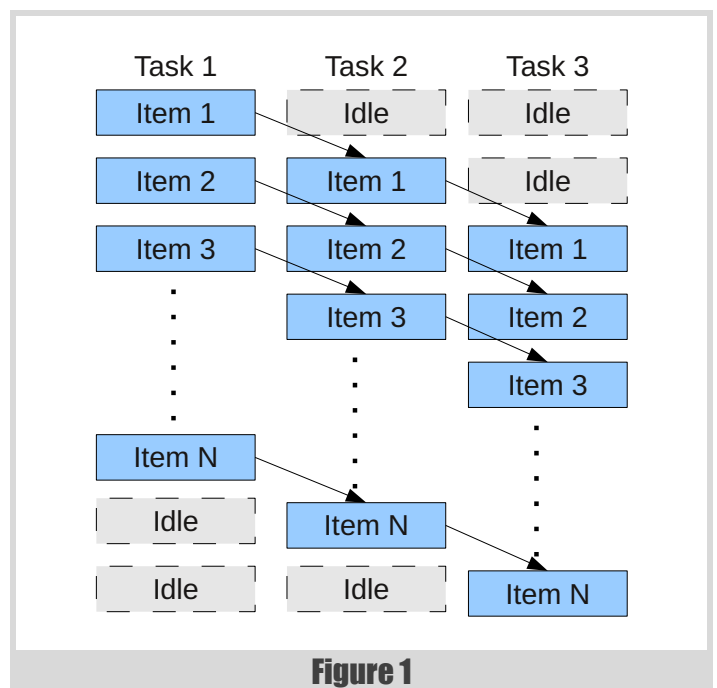 Task 1 Task 2 Task 3
Item 1 Idle Idle
Item 2 Item 1 Idle
Item 3 Item 2 Item 1
Item 3 Item 2
Item 3
Item N
Idle Item N
Idle Idle Item N
Figure 1